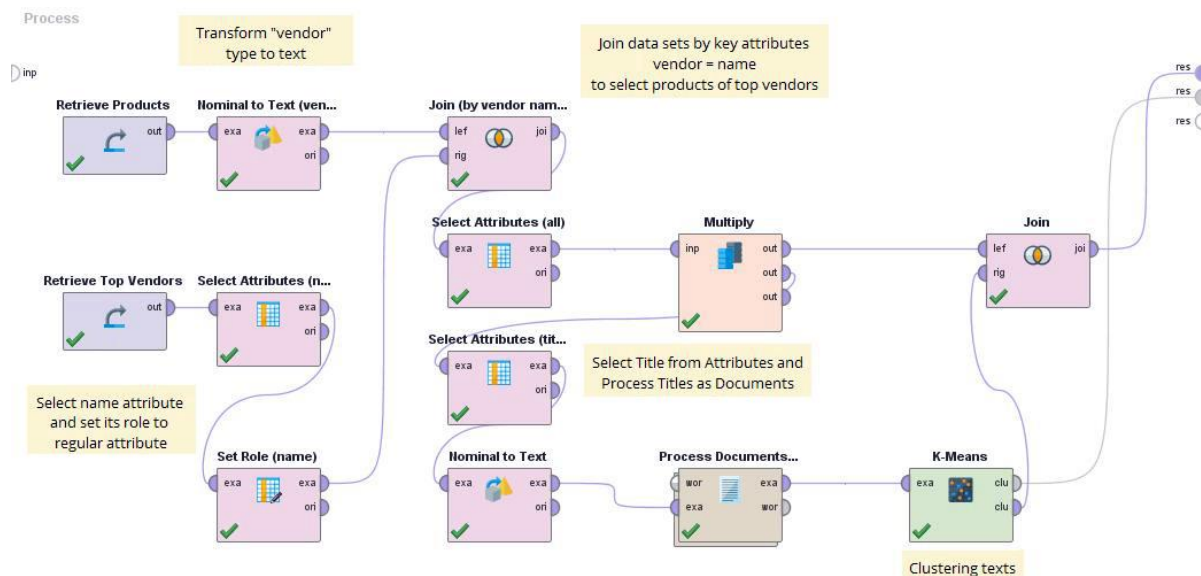 Process
Transform "vendor"
type to text
Join data sets by key attributes
vendor = name
to select products of top vendors
inp
res
res
res
Retrieve Products
out
Nominal to Text (ven...
exa
exa
ori
Join (by vendor nam...
lef
joi
rig
Select Attributes (all)
exa
exa
ori
Multiply
inp
out
out
out
Join
lef
joi
rig
Retrieve Top Vendors
out
Select Attributes (n...
exa
exa
ori
Select Attributes (tit...
exa
exa
ori
Select Title from Attributes and
Process Titles as Documents
Select name attribute
and set its role to
regular attribute
Set Role (name)
exa
exa
ori
Nominal to Text
exa
exa
ori
Process Documents...
wor
exa
exa
wor
K-Means
exa
clu
clu
Clustering texts